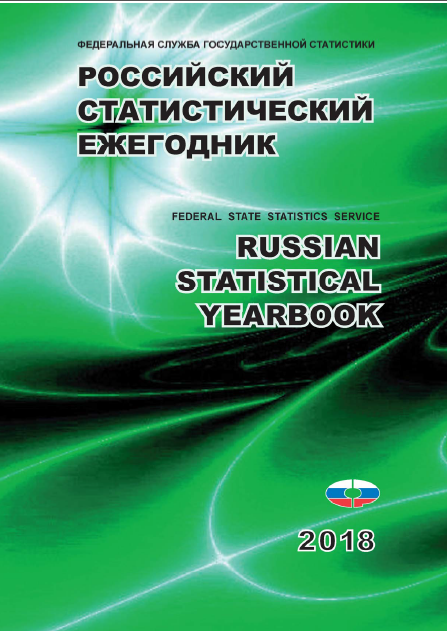 ФЕДЕРАЛЬНАЯ СЛУЖБА ГОСУДАРСТВЕННОЙ СТАТИСТИКИ
РОССИЙСКИЙ
СТАТИСТИЧЕСКИЙ
ЕЖЕГОДНИК
FEDERAL STATE STATISTICS SERVICE
RUSSIAN
STATISTICAL
YEARBOOK
2018